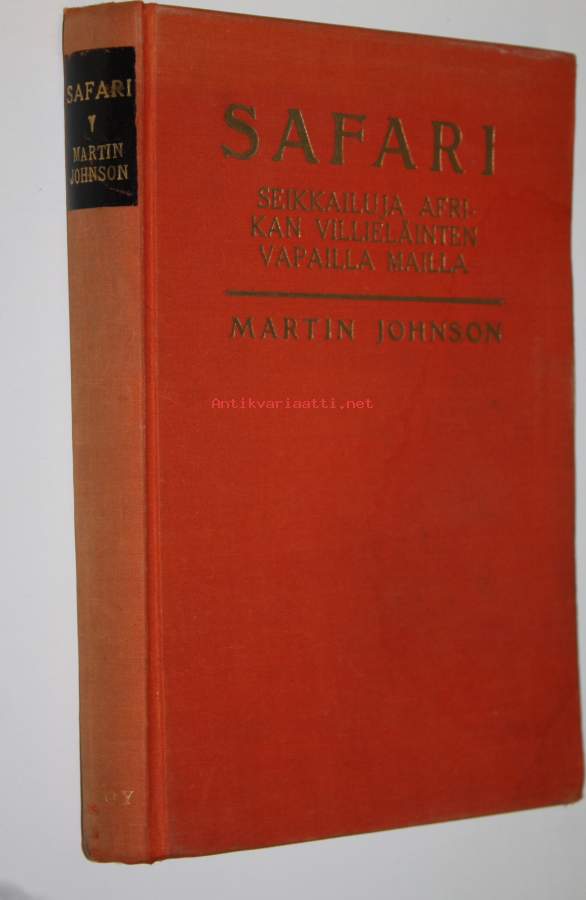 SAFARI
MARTIN
JOHNSON
SAFARI
SEIKKAILUJA AFRI-
KAN VILLIELÄINTEN
VAPAILLA MAILLA
MARTIN JOHNSON
Antikvariaatti.net